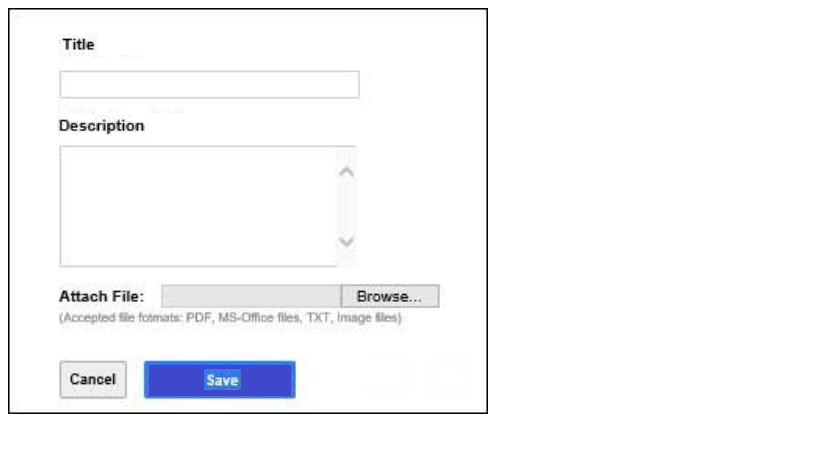 Title
Description
Attach File: Browse...
(Accepted file fotmats: PDF, MS-Office files, TXT, Image files)
Cancel Save